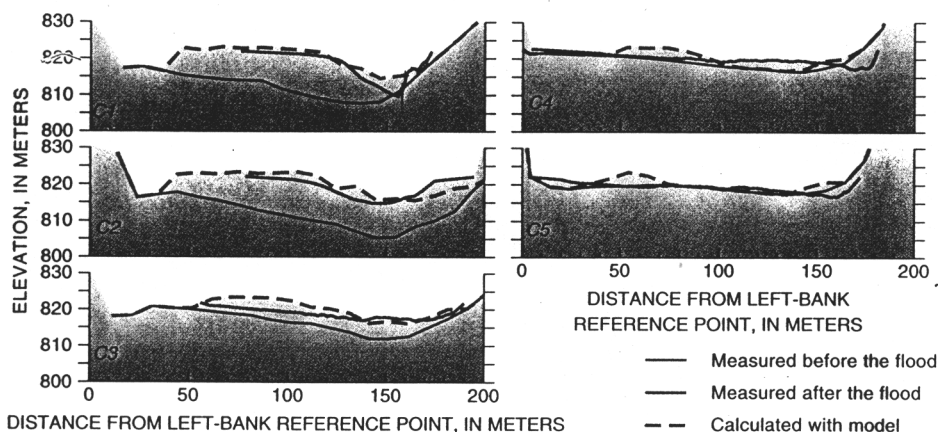 ELEVATION, IN METERS
830
820
810
800
C1
830
820
810
800
C2
830
820
810
800
C3
0
50
100
150
200
DISTANCE FROM LEFT-BANK REFERENCE POINT, IN METERS
C4
C5
0
50
100
150
200
DISTANCE FROM LEFT-BANK
REFERENCE POINT, IN METERS
Measured before the flood
Measured after the flood
Calculated with model